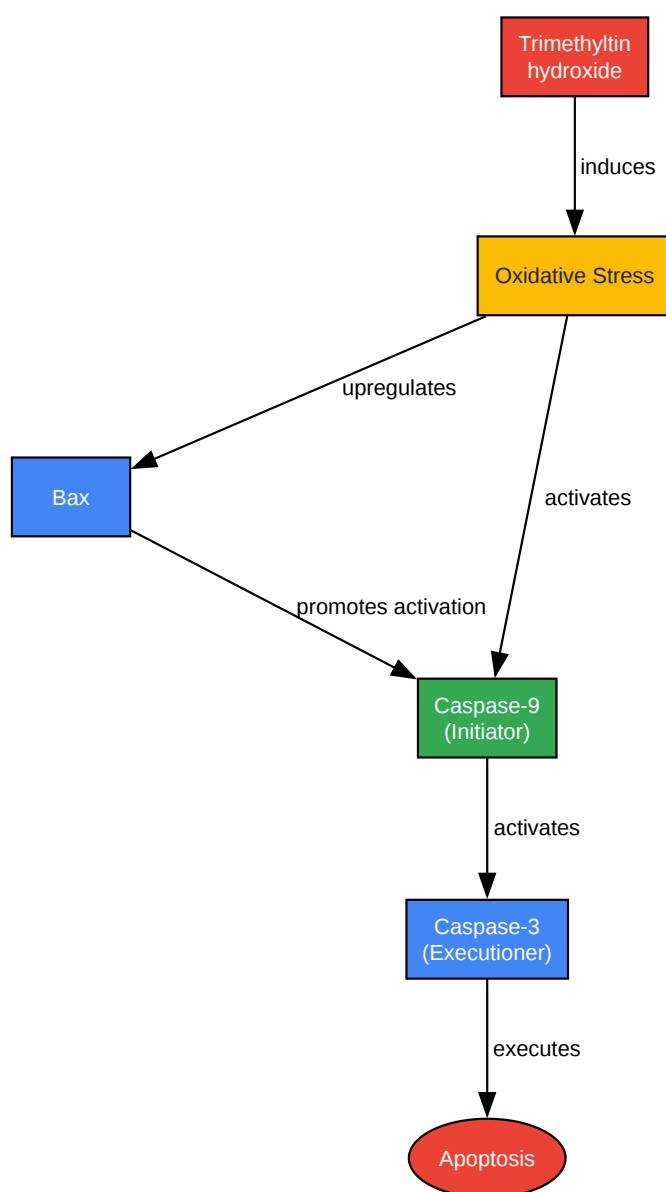 Trimethyltin
hydroxide
induces
Oxidative Stress
upregulates
Bax
activates
promotes activation
Caspase-9
(Initiator)
activates
Caspase-3
(Executioner)
executes
Apoptosis